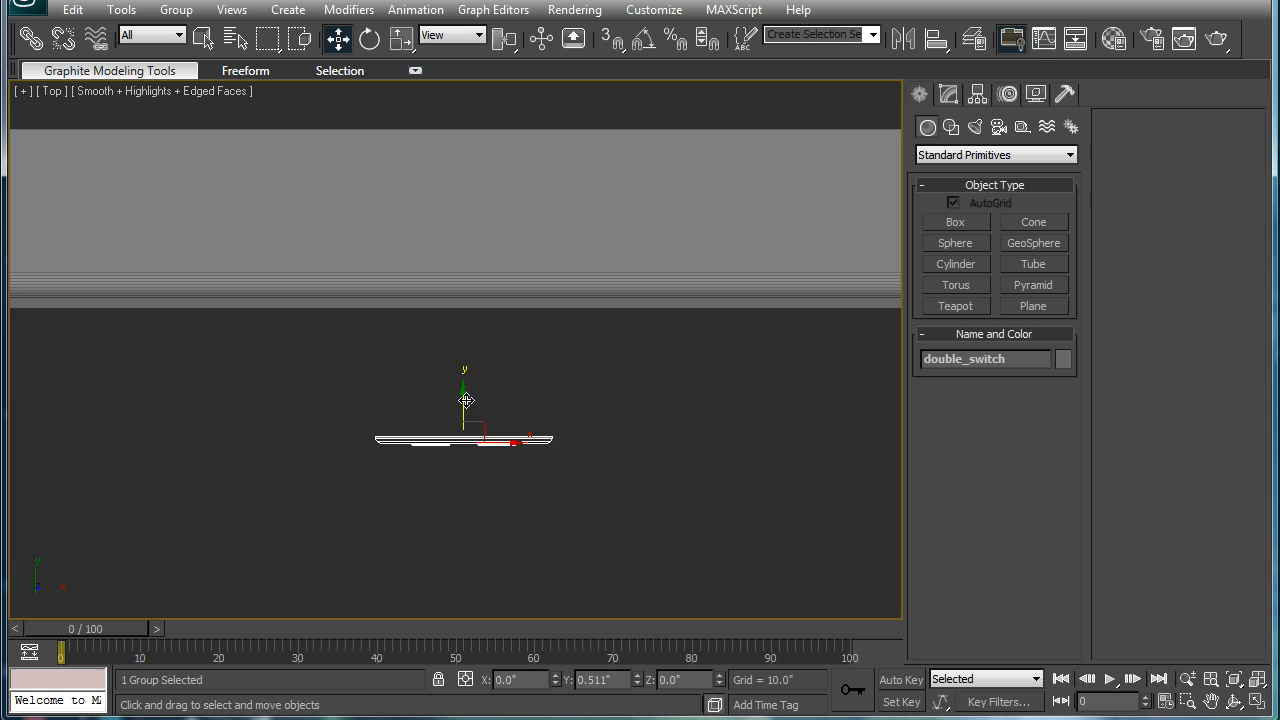 Edit Tools Group Views Create Modifiers Animation Graph Editors Rendering Customize MAXScript Help
All View Create Selection Se
Graphite Modeling Tools Freeform Selection
[ + ] [ Top ] [ Smooth + Highlights + Edged Faces ]
Standard Primitives
- Object Type
AutoGrid
Box Cone
Sphere GeoSphere
Cylinder Tube
Torus Pyramid
Teapot Plane
- Name and Color
double_switch
y
x
y
x
< 0 / 100 >
0 10 20 30 40 50 60 70 80 90 100
1 Group Selected X: 0.0" Y: 0.511" Z: 0.0" Grid = 10.0" Auto Key Selected
Welcome to M Click and drag to select and move objects Add Time Tag Set Key Key Filters... 0